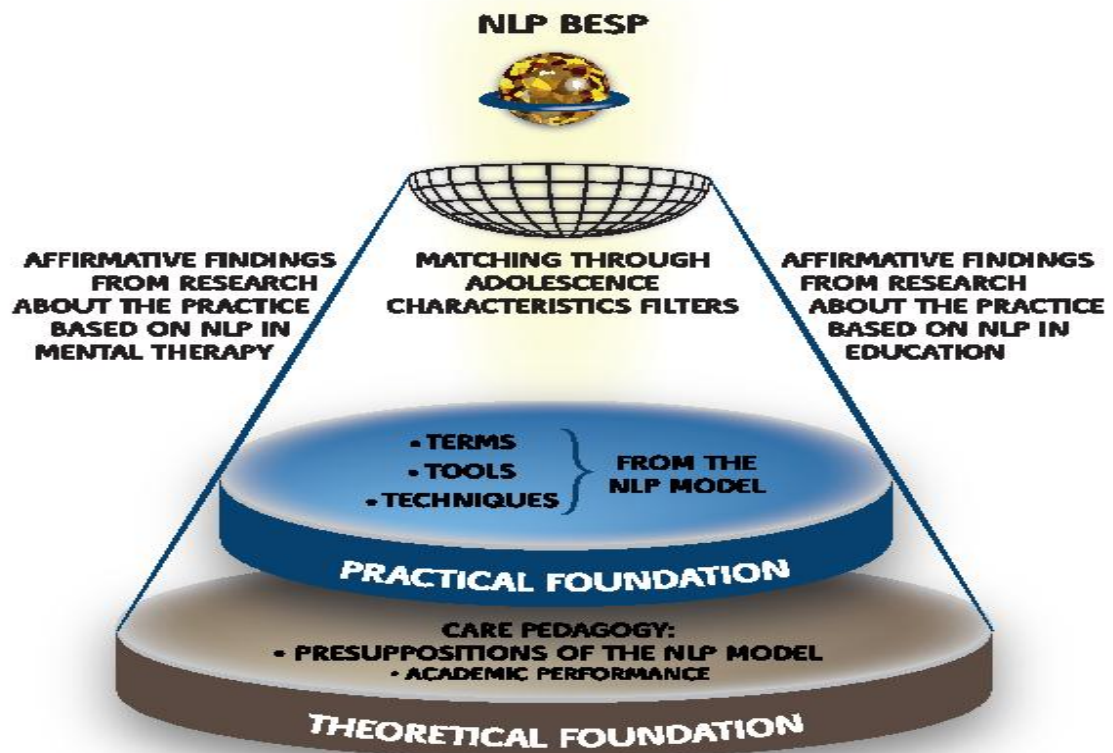 NLP BESP
AFFIRMATIVE FINDINGS
FROM RESEARCH
ABOUT THE PRACTICE
BASED ON NLP IN
MENTAL THERAPY
MATCHING THROUGH
ADOLESCENCE
CHARACTERISTICS FILTERS
AFFIRMATIVE FINDINGS
FROM RESEARCH
ABOUT THE PRACTICE
BASED ON NLP IN
EDUCATION
• TERMS
• TOOLS
• TECHNIQUES
FROM THE
NLP MODEL
PRACTICAL FOUNDATION
CARE PEDAGOGY:
• PRESUPPOSITIONS OF THE NLP MODEL
• ACADEMIC PERFORMANCE
THEORETICAL FOUNDATION